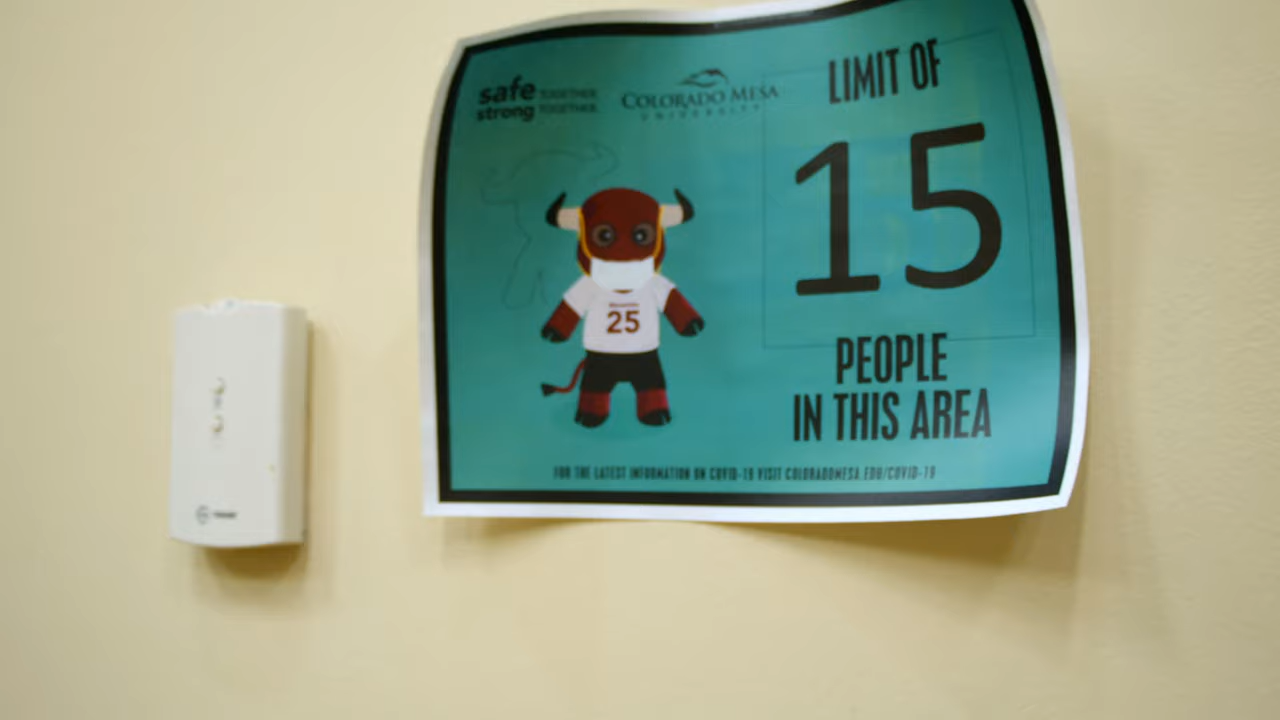 safe TOGETHER
strong TOGETHER
COLORADO MESA
UNIVERSITY
LIMIT OF
15
PEOPLE
IN THIS AREA
25
FOR THE LATEST INFORMATION ON COVID-19 VISIT COLORADOMESA.EDU/COVID-19